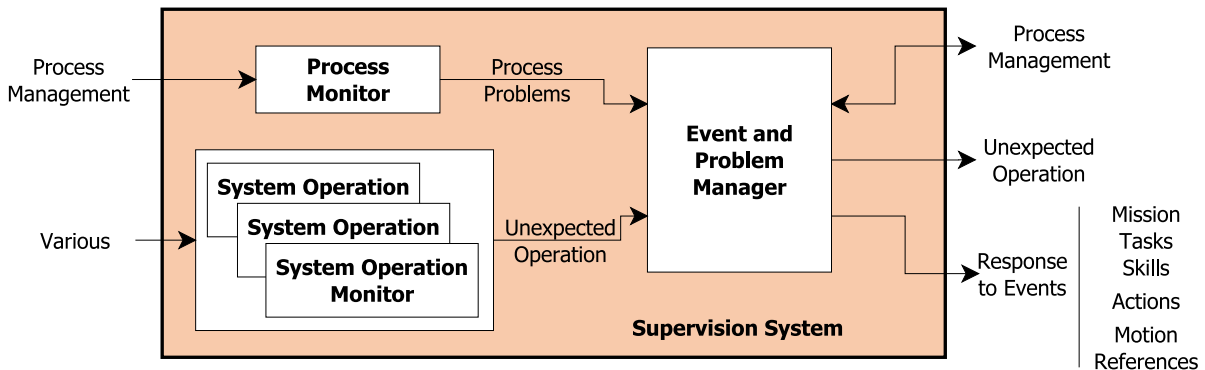 Process
Management
Process
Monitor
Process
Problems
Event and
Problem
Manager
Process
Management
Unexpected
Operation
Various
System Operation
System Operation
System Operation
Monitor
Unexpected
Operation
Response
to Events
Mission
Tasks
Skills
Actions
Motion
References
Supervision System